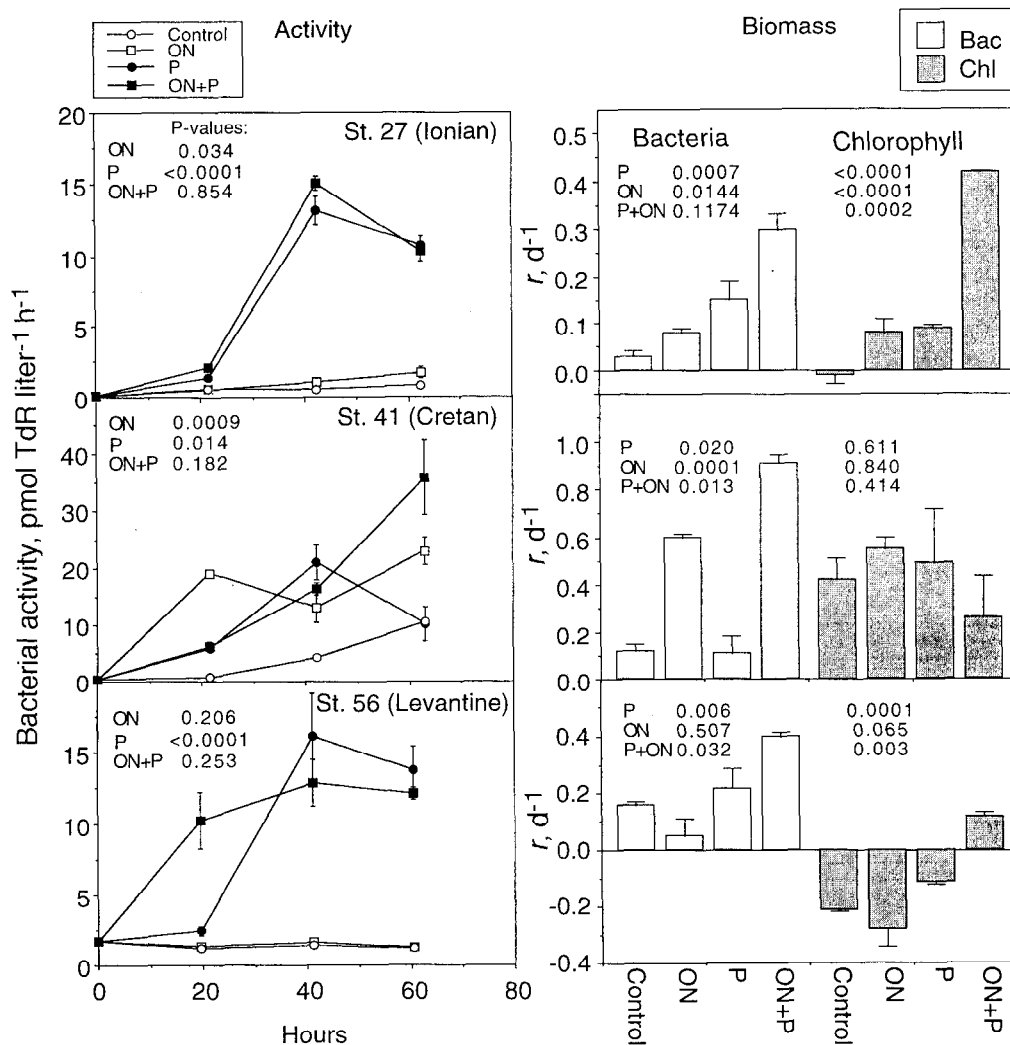 Control
ON
P
ON+P
Activity
Biomass
Bac
Chl
Bacterial activity, pmol TdR liter-1 h-1
20
15
10
5
0
P-values:
ON 0.034
P <0.0001
ON+P 0.854
St. 27 (Ionian)
40
30
20
10
0
ON 0.0009
P 0.014
ON+P 0.182
St. 41 (Cretan)
15
10
5
0
ON 0.206
P <0.0001
ON+P 0.253
St. 56 (Levantine)
0 20 40 60 80
Hours
r, d-1
0.5
0.4
0.3
0.2
0.1
0.0
Bacteria Chlorophyll
P 0.0007 <0.0001
ON 0.0144 <0.0001
P+ON 0.1174 0.0002
r, d-1
1.0
0.8
0.6
0.4
0.2
0.0
P 0.020 0.611
ON 0.0001 0.840
P+ON 0.013 0.414
r, d-1
0.4
0.2
0.0
-0.2
-0.4
P 0.006 0.0001
ON 0.507 0.065
P+ON 0.032 0.003
Control
ON
P
ON+P
Control
ON
P
ON+P